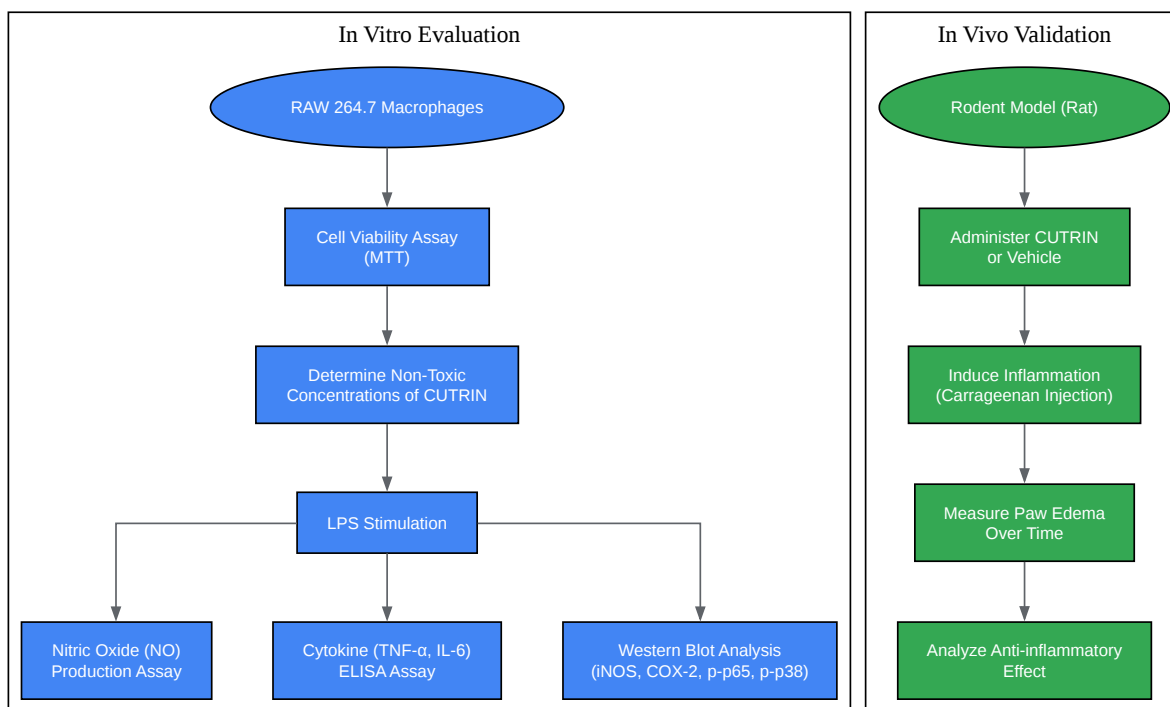 In Vitro Evaluation
RAW 264.7 Macrophages
Cell Viability Assay
(MTT)
Determine Non-Toxic
Concentrations of CUTRIN
LPS Stimulation
Nitric Oxide (NO)
Production Assay
Cytokine (TNF-α, IL-6)
ELISA Assay
Western Blot Analysis
(iNOS, COX-2, p-p65, p-p38)
In Vivo Validation
Rodent Model (Rat)
Administer CUTRIN
or Vehicle
Induce Inflammation
(Carrageenan Injection)
Measure Paw Edema
Over Time
Analyze Anti-inflammatory
Effect